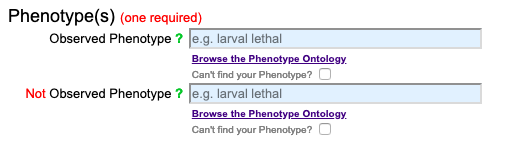 Phenotype(s) (one required)
Observed Phenotype ? e.g. larval lethal
Browse the Phenotype Ontology
Can't find your Phenotype?
Not Observed Phenotype ? e.g. larval lethal
Browse the Phenotype Ontology
Can't find your Phenotype?